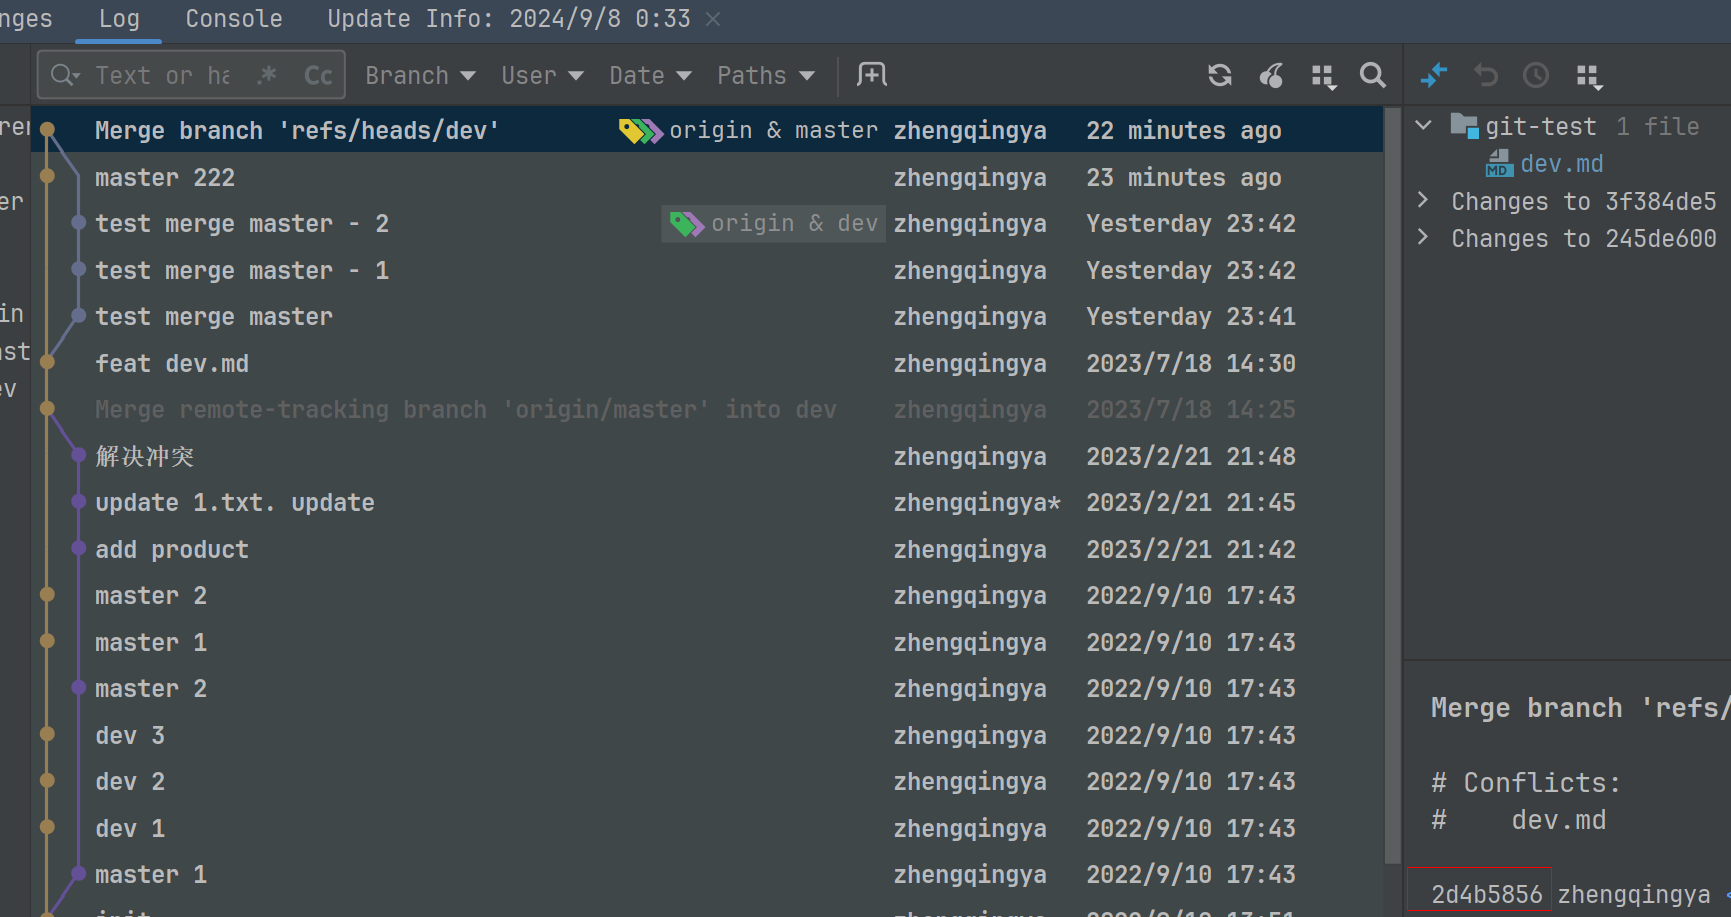 nges Log Console Update Info: 2024/9/8 0:33
Text or ha .* Cc Branch User Date Paths
Merge branch 'refs/heads/dev' origin & master zhengqingya 22 minutes ago
master 222 zhengqingya 23 minutes ago
test merge master - 2 origin & dev zhengqingya Yesterday 23:42
test merge master - 1 zhengqingya Yesterday 23:42
test merge master zhengqingya Yesterday 23:41
feat dev.md zhengqingya 2023/7/18 14:30
Merge remote-tracking branch 'origin/master' into dev zhengqingya 2023/7/18 14:25
解决冲突 zhengqingya 2023/2/21 21:48
update 1.txt. update zhengqingya* 2023/2/21 21:45
add product zhengqingya 2023/2/21 21:42
master 2 zhengqingya 2022/9/10 17:43
master 1 zhengqingya 2022/9/10 17:43
master 2 zhengqingya 2022/9/10 17:43
dev 3 zhengqingya 2022/9/10 17:43
dev 2 zhengqingya 2022/9/10 17:43
dev 1 zhengqingya 2022/9/10 17:43
master 1 zhengqingya 2022/9/10 17:43
git-test 1 file
MD dev.md
Changes to 3f384de5
Changes to 245de600
Merge branch 'refs/
# Conflicts:
# dev.md
2d4b5856 zhengqingya